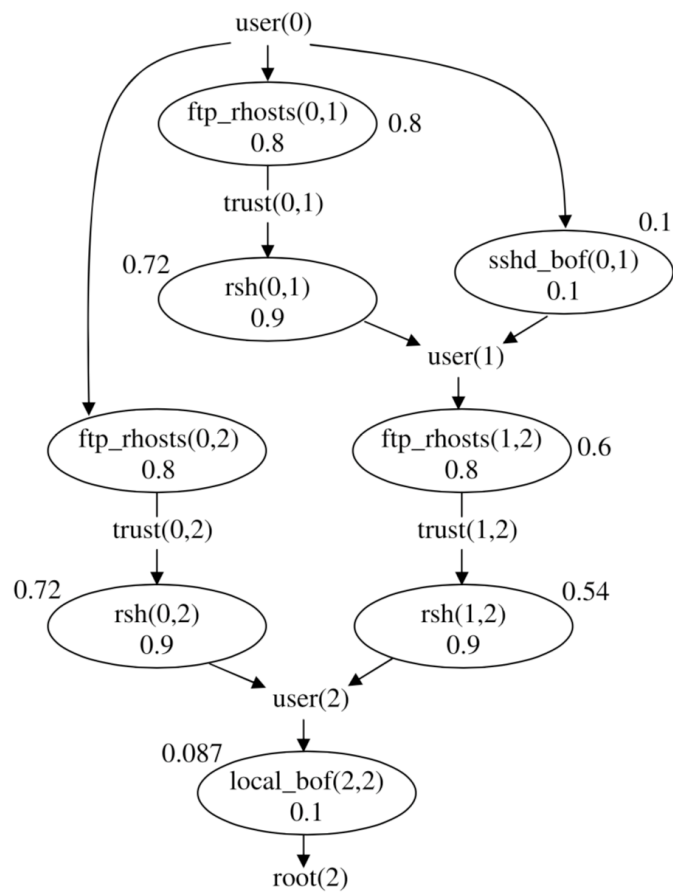 user(0)
ftp_rhosts(0,1)
0.8
0.8
trust(0,1)
0.72
rsh(0,1)
0.9
0.1
sshd_bof(0,1)
0.1
user(1)
ftp_rhosts(0,2)
0.8
ftp_rhosts(1,2)
0.8
0.6
trust(0,2)
trust(1,2)
0.72
rsh(0,2)
0.9
0.54
rsh(1,2)
0.9
user(2)
0.087
local_bof(2,2)
0.1
root(2)